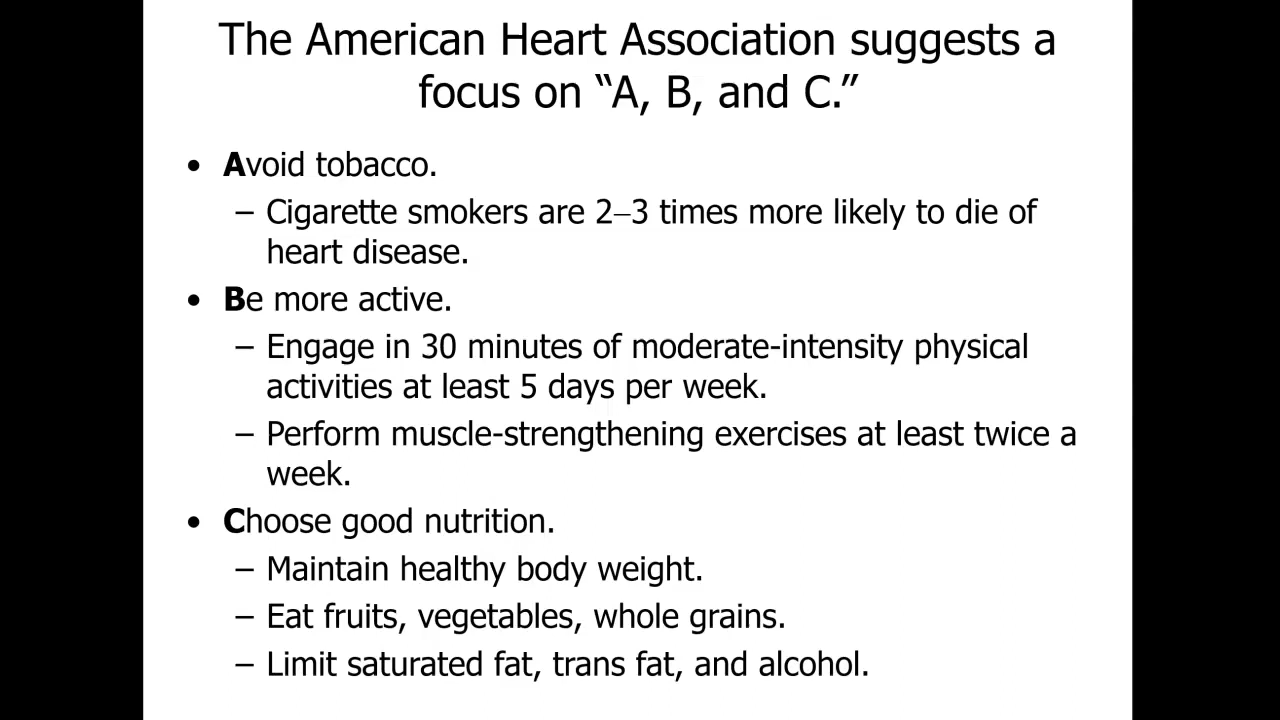 The American Heart Association suggests a
focus on “A, B, and C.”
• Avoid tobacco.
– Cigarette smokers are 2–3 times more likely to die of
heart disease.
• Be more active.
– Engage in 30 minutes of moderate-intensity physical
activities at least 5 days per week.
– Perform muscle-strengthening exercises at least twice a
week.
• Choose good nutrition.
– Maintain healthy body weight.
– Eat fruits, vegetables, whole grains.
– Limit saturated fat, trans fat, and alcohol.